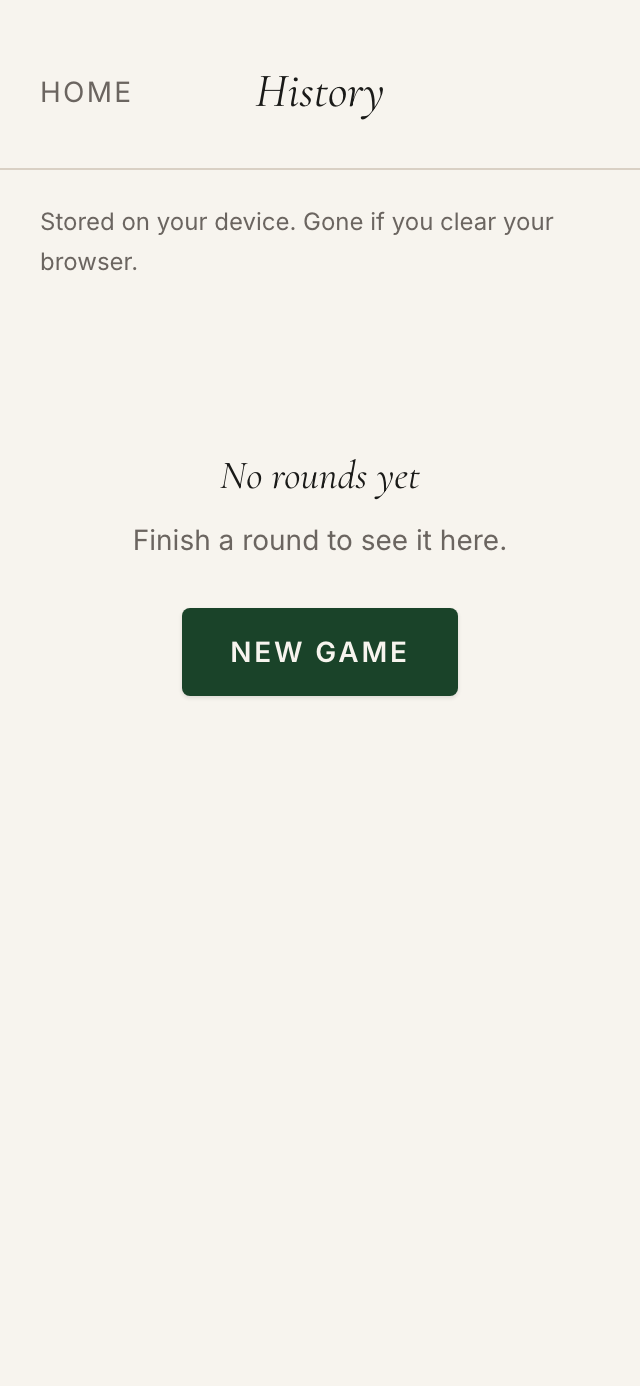 HOME
History
Stored on your device. Gone if you clear your
browser.
No rounds yet
Finish a round to see it here.
NEW GAME